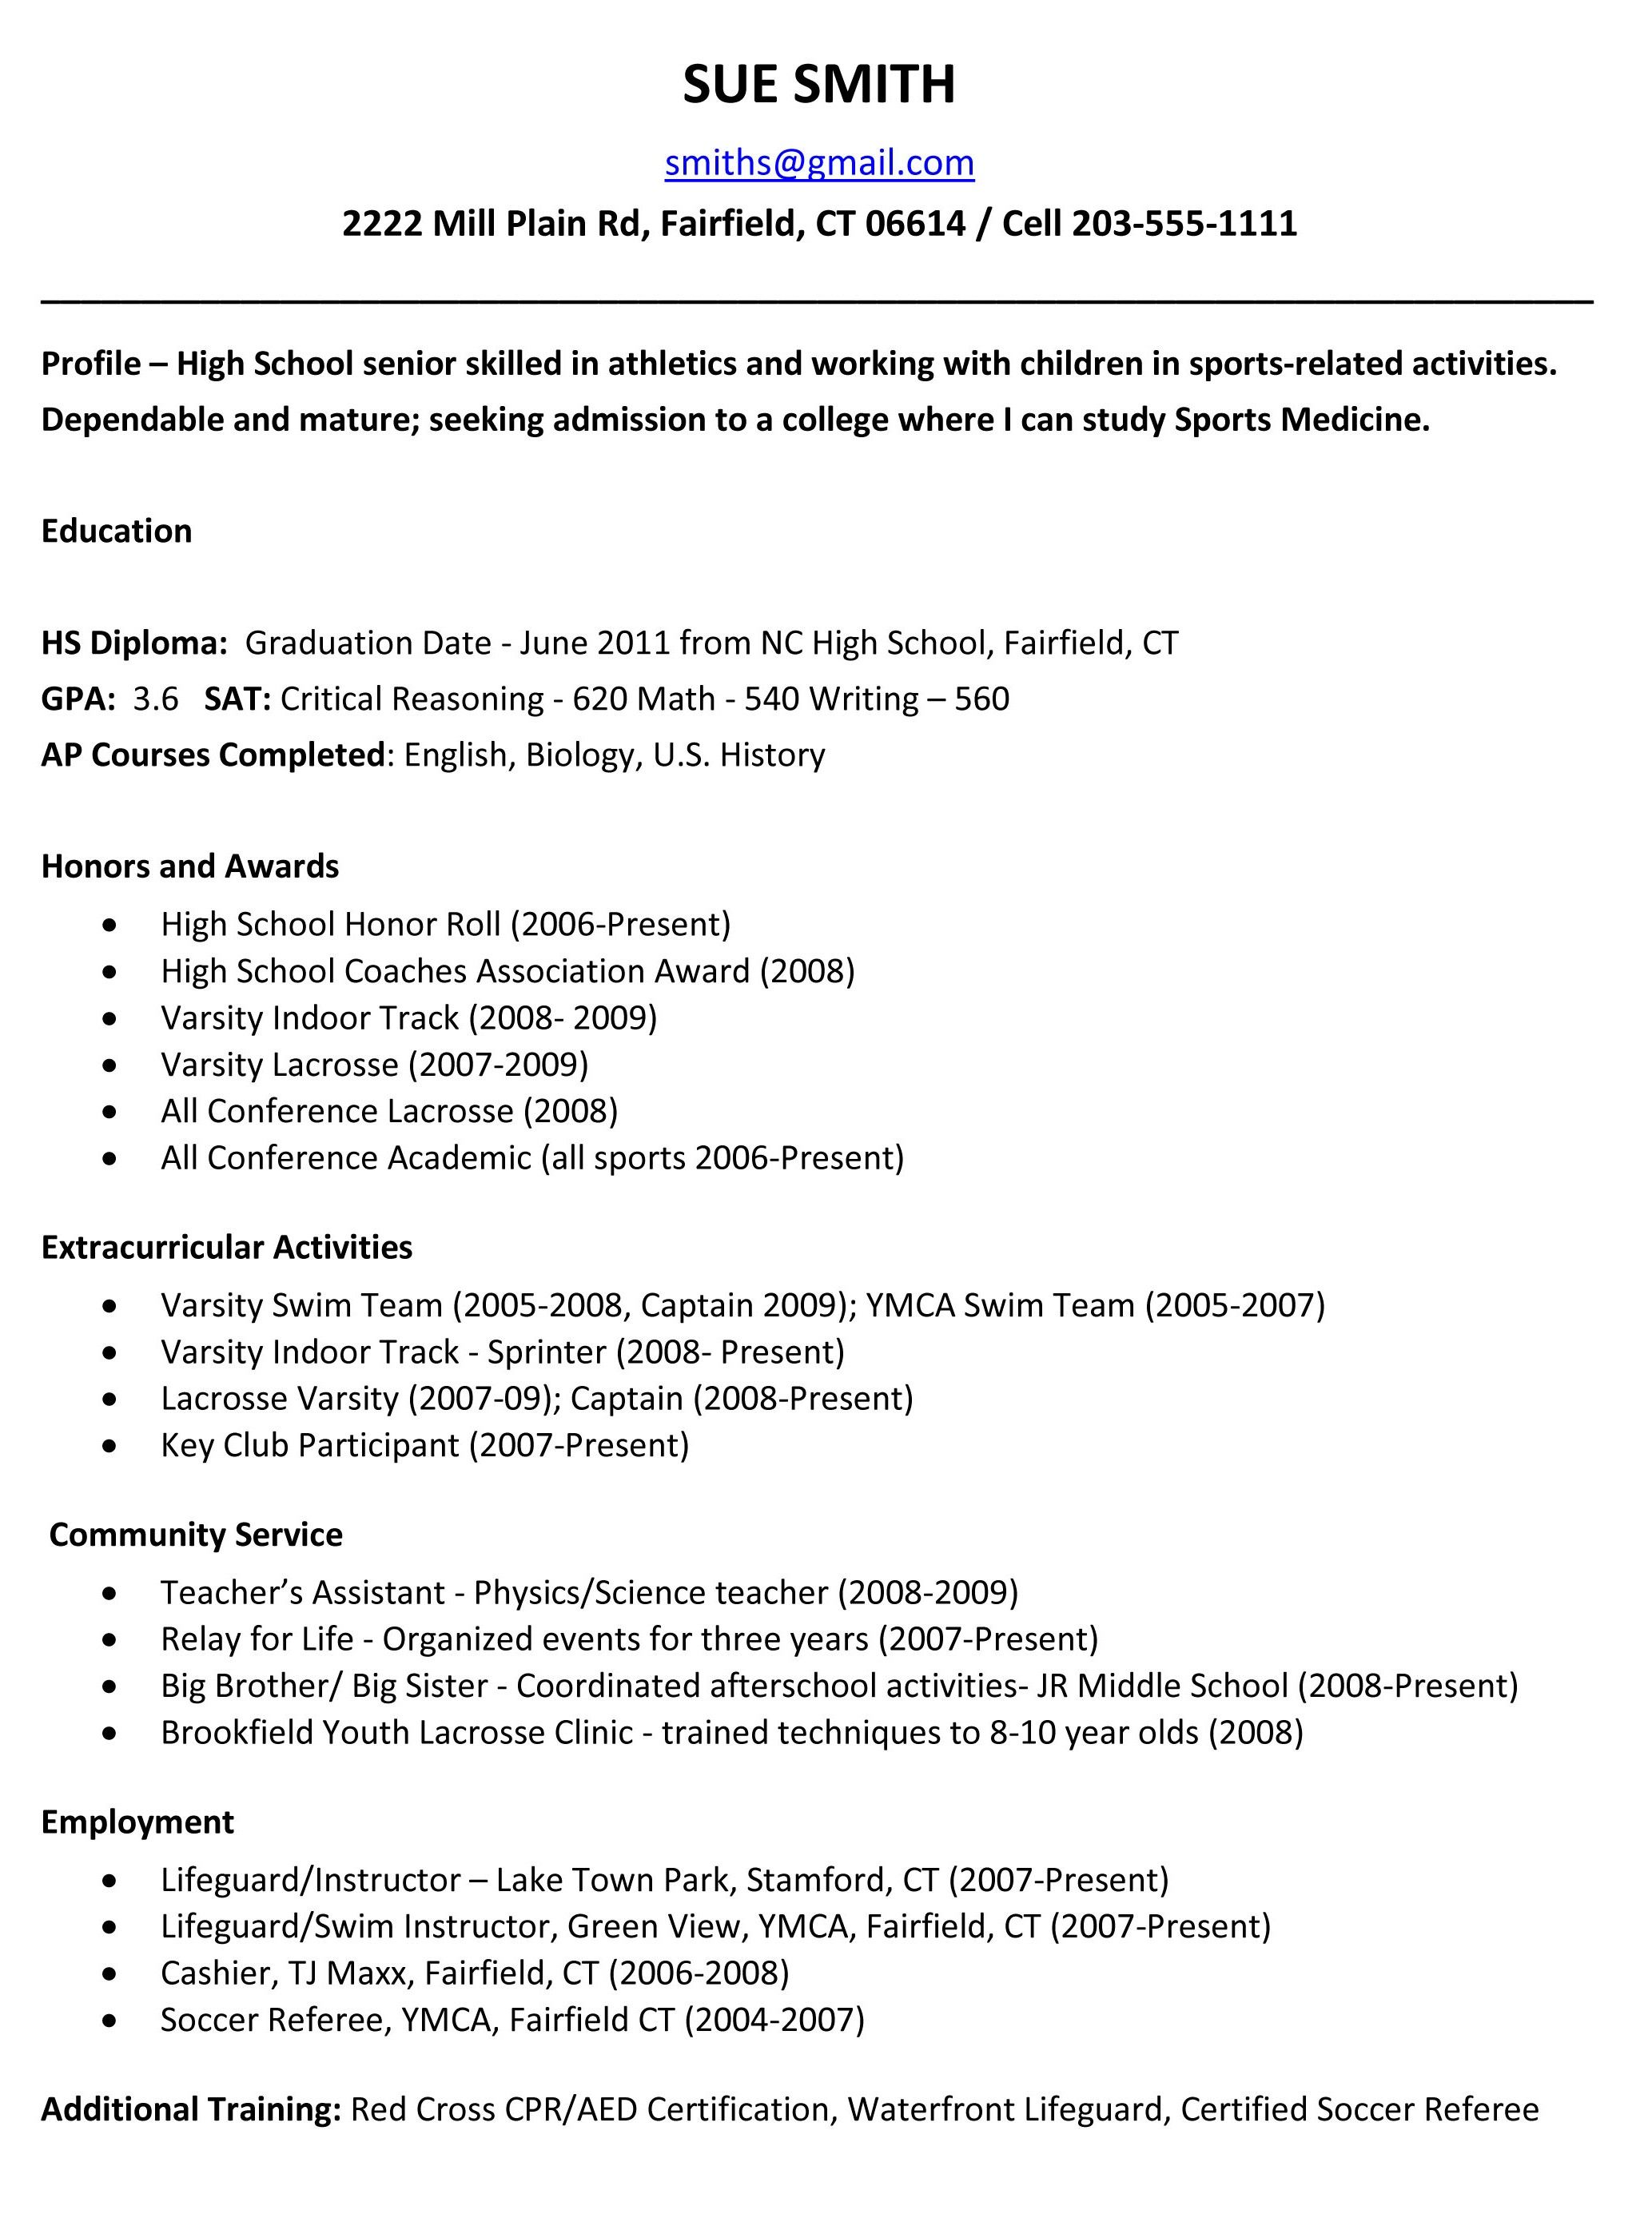 SUE SMITH
smiths@gmail.com
2222 Mill Plain Rd, Fairfield, CT 06614 / Cell 203-555-1111
Profile – High School senior skilled in athletics and working with children in sports-related activities.
Dependable and mature; seeking admission to a college where I can study Sports Medicine.
Education
HS Diploma:  Graduation Date - June 2011 from NC High School, Fairfield, CT
GPA:  3.6   SAT: Critical Reasoning - 620 Math - 540 Writing – 560
AP Courses Completed: English, Biology, U.S. History
Honors and Awards
• High School Honor Roll (2006-Present)
• High School Coaches Association Award (2008)
• Varsity Indoor Track (2008- 2009)
• Varsity Lacrosse (2007-2009)
• All Conference Lacrosse (2008)
• All Conference Academic (all sports 2006-Present)
Extracurricular Activities
• Varsity Swim Team (2005-2008, Captain 2009); YMCA Swim Team (2005-2007)
• Varsity Indoor Track - Sprinter (2008- Present)
• Lacrosse Varsity (2007-09); Captain (2008-Present)
• Key Club Participant (2007-Present)
Community Service
• Teacher’s Assistant - Physics/Science teacher (2008-2009)
• Relay for Life - Organized events for three years (2007-Present)
• Big Brother/ Big Sister - Coordinated afterschool activities- JR Middle School (2008-Present)
• Brookfield Youth Lacrosse Clinic - trained techniques to 8-10 year olds (2008)
Employment
• Lifeguard/Instructor – Lake Town Park, Stamford, CT (2007-Present)
• Lifeguard/Swim Instructor, Green View, YMCA, Fairfield, CT (2007-Present)
• Cashier, TJ Maxx, Fairfield, CT (2006-2008)
• Soccer Referee, YMCA, Fairfield CT (2004-2007)
Additional Training: Red Cross CPR/AED Certification, Waterfront Lifeguard, Certified Soccer Referee